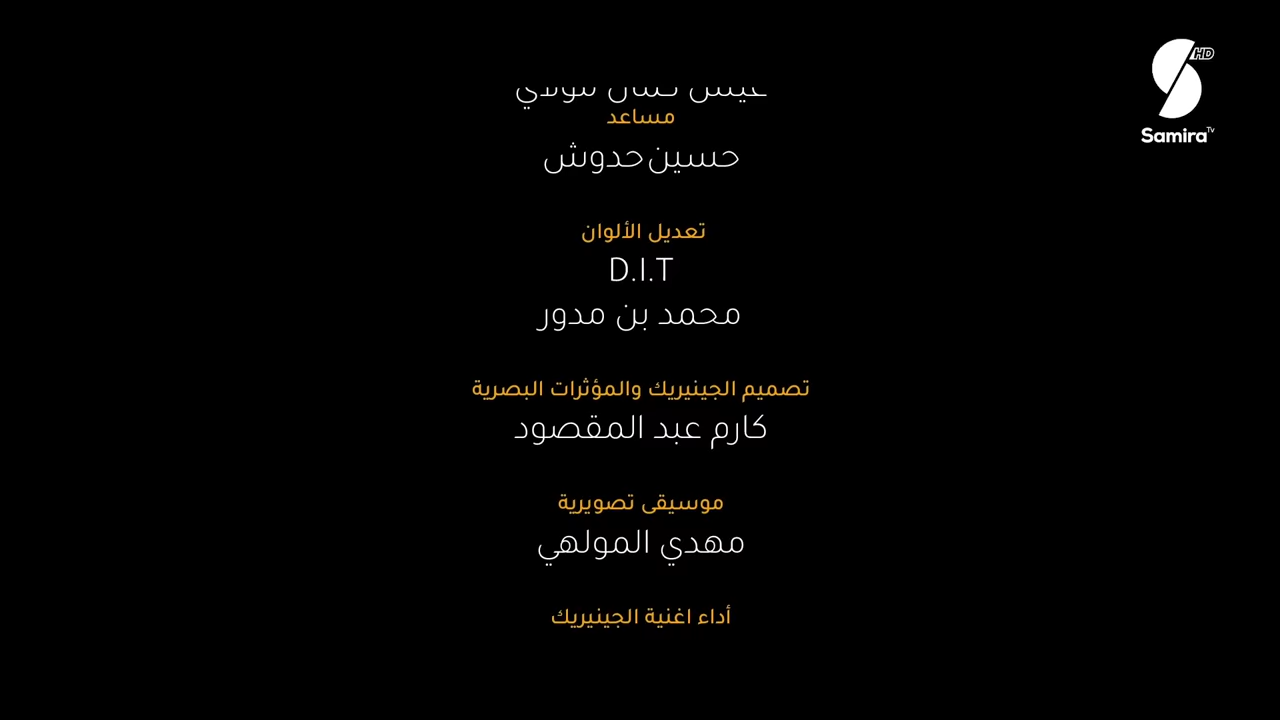 مساعد
حسين حدوش
تعديل الألوان
D.I.T
محمد بن مدور
تصميم الجينيريك والمؤثرات البصرية
كارم عبد المقصود
موسيقى تصويرية
مهدي المولهي
أداء اغنية الجينيريك
HD
Samira Tv